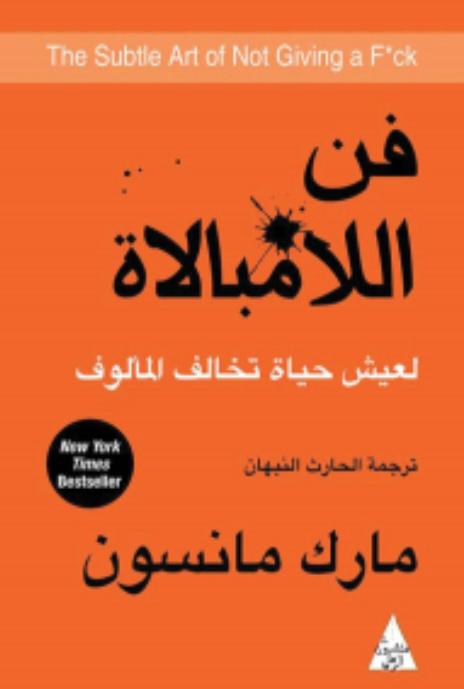 The Subtle Art of Not Giving a F*ck
فن
اللامبالاة
لعيش حياة تخالف المألوف
New York
Times
Bestseller
ترجمة الحارث النبهان
مارك مانسون